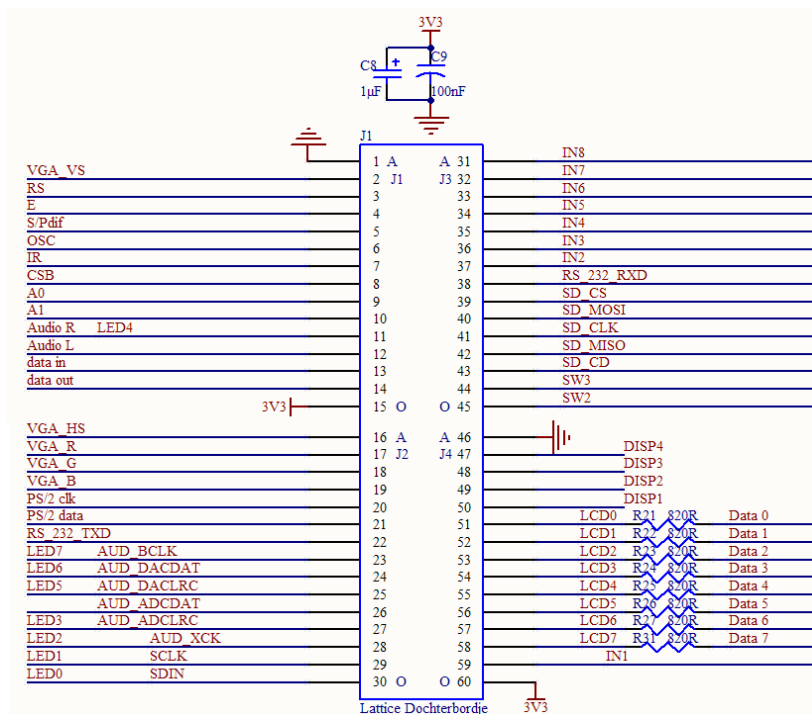 3V3
C8 C9
1µF 100nF
J1
1 A A 31 IN8
VGA_VS 2 J1 J3 32 IN7
RS 3 33 IN6
E 4 34 IN5
S/Pdif 5 35 IN4
OSC 6 36 IN3
IR 7 37 IN2
CSB 8 38 RS_232_RXD
A0 9 39 SD_CS
A1 10 40 SD_MOSI
Audio R LED4 11 41 SD_CLK
Audio L 12 42 SD_MISO
data in 13 43 SD_CD
data out 14 44 SW3
3V3 15 O O 45 SW2
VGA_HS 16 A A 46
VGA_R 17 J2 J4 47 DISP4
VGA_G 18 48 DISP3
VGA_B 19 49 DISP2
PS/2 clk 20 50 DISP1
PS/2 data 21 51 LCD0 R21 820R Data 0
RS_232_TXD 22 52 LCD1 R22 820R Data 1
LED7 AUD_BCLK 23 53 LCD2 R23 820R Data 2
LED6 AUD_DACDAT 24 54 LCD3 R24 820R Data 3
LED5 AUD_DACLRC 25 55 LCD4 R25 820R Data 4
AUD_ADCDAT 26 56 LCD5 R26 820R Data 5
LED3 AUD_ADCLRC 27 57 LCD6 R27 820R Data 6
LED2 AUD_XCK 28 58 LCD7 R31 820R Data 7
LED1 SCLK 29 59 IN1
LED0 SDIN 30 O O 60
Lattice Dochterbordje 3V3